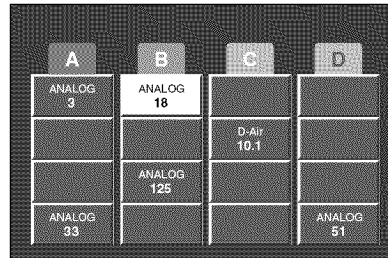 A B C D
ANALOG
3
ANALOG
18
D-Air
10.1
ANALOG
125
ANALOG
33
ANALOG
51